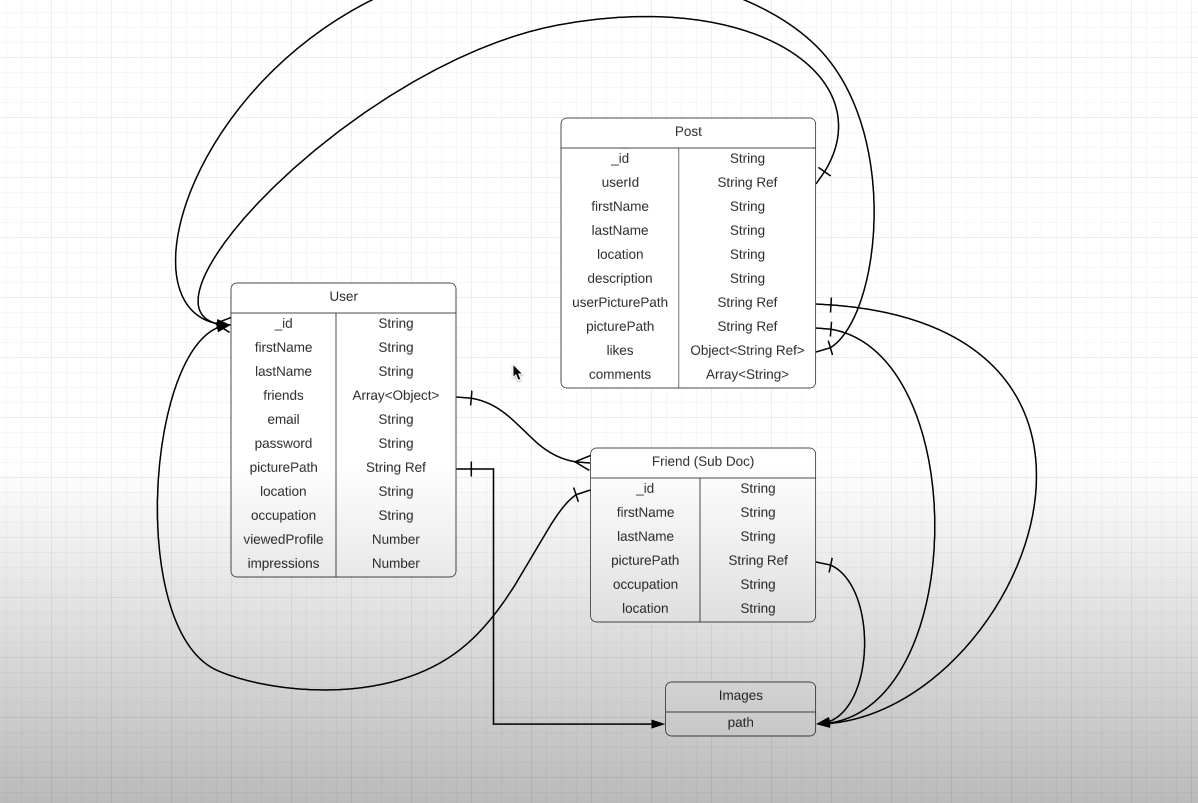 Post
_id String
userId String Ref
firstName String
lastName String
location String
description String
userPicturePath String Ref
picturePath String Ref
likes Object<String Ref>
comments Array<String>
User
_id String
firstName String
lastName String
friends Array<Object>
email String
password String
picturePath String Ref
location String
occupation String
viewedProfile Number
impressions Number
Friend (Sub Doc)
_id String
firstName String
lastName String
picturePath String Ref
occupation String
location String
Images
path